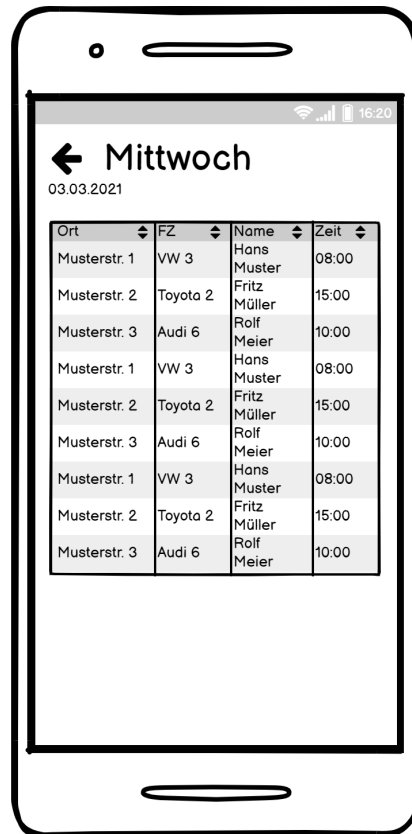 16:20
Mittwoch
03.03.2021
Ort FZ Name Zeit
Musterstr. 1 VW 3 Hans Muster 08:00
Musterstr. 2 Toyota 2 Fritz Müller 15:00
Musterstr. 3 Audi 6 Rolf Meier 10:00
Musterstr. 1 VW 3 Hans Muster 08:00
Musterstr. 2 Toyota 2 Fritz Müller 15:00
Musterstr. 3 Audi 6 Rolf Meier 10:00
Musterstr. 1 VW 3 Hans Muster 08:00
Musterstr. 2 Toyota 2 Fritz Müller 15:00
Musterstr. 3 Audi 6 Rolf Meier 10:00